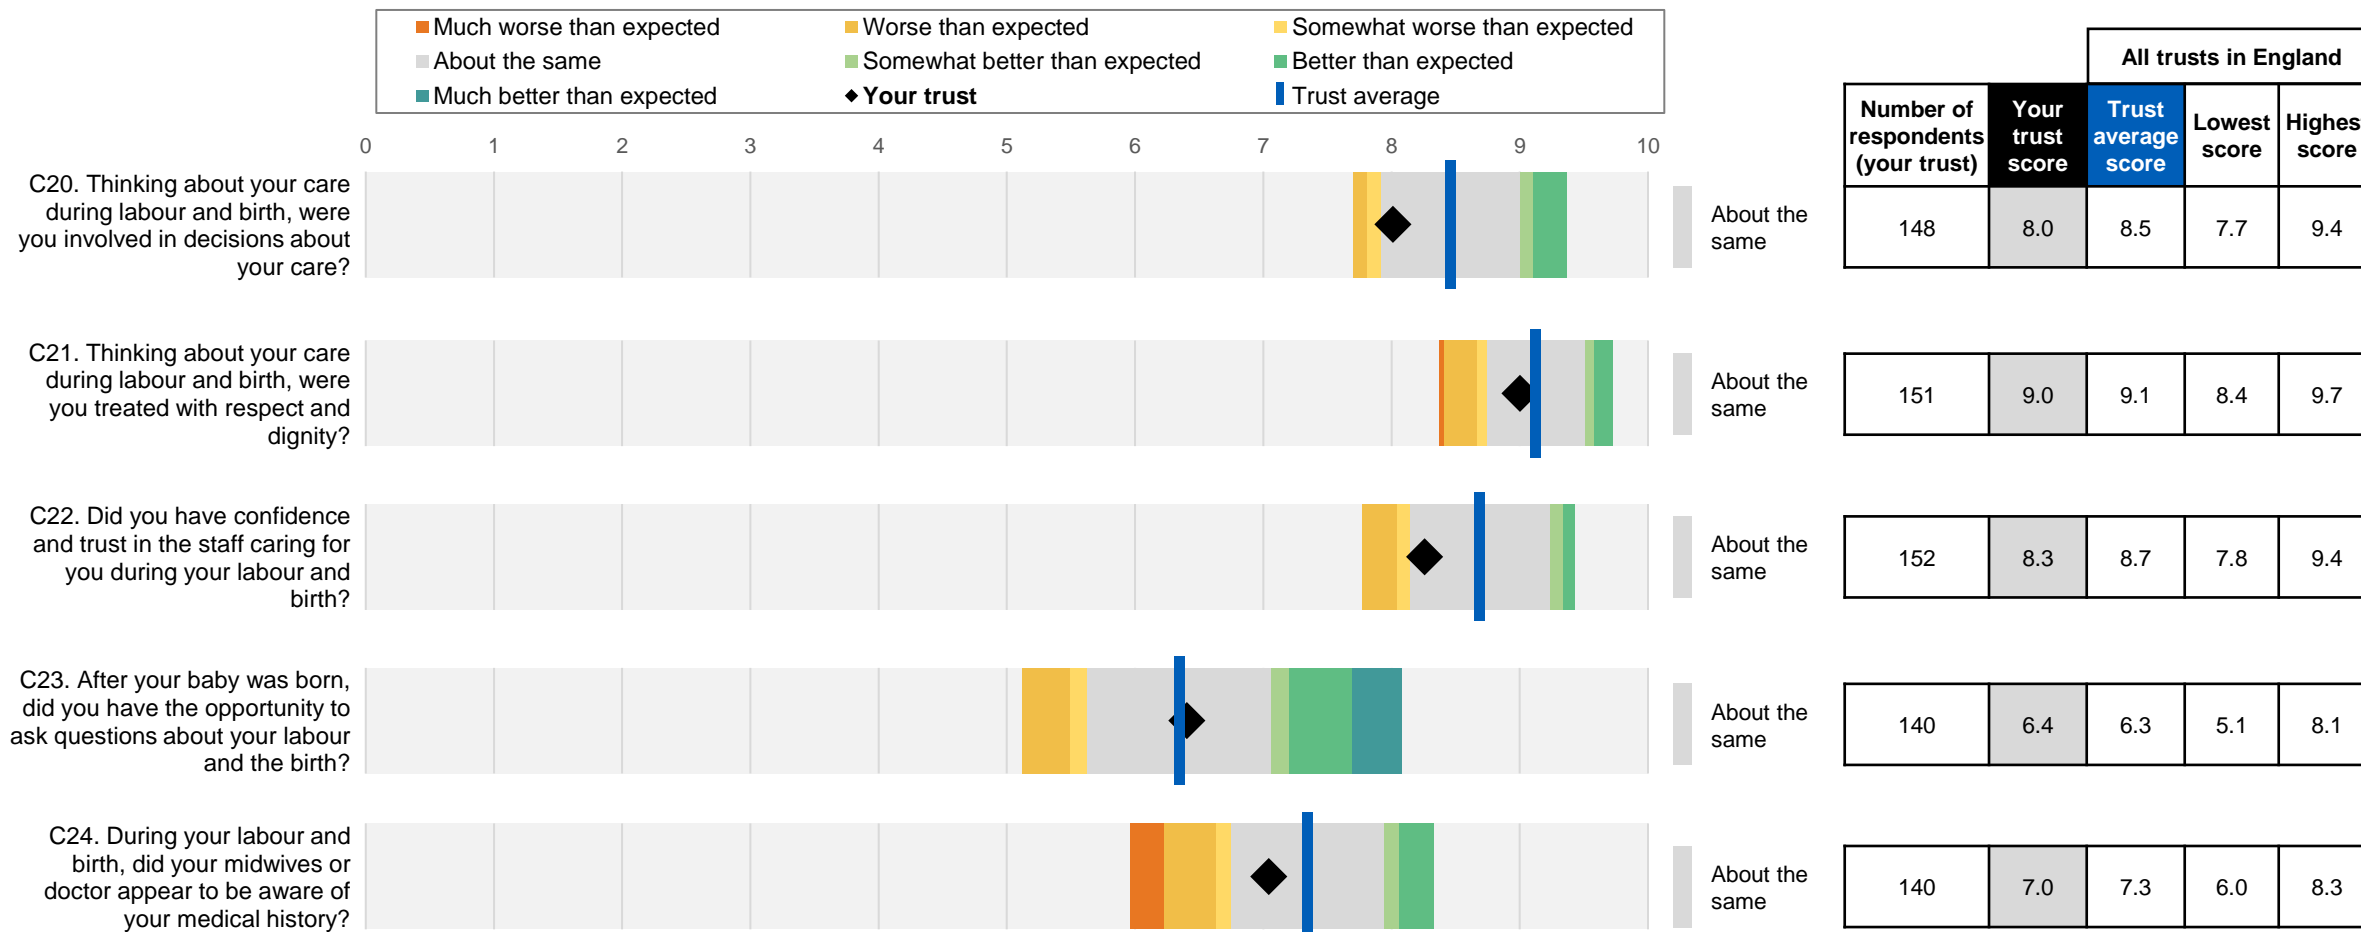 Much worse than expected
Worse than expected
Somewhat worse than expected
About the same
Somewhat better than expected
Better than expected
Much better than expected
Your trust
Trust average
All trusts in England
Number of
respondents
(your trust)
Your
trust
score
Trust
average
score
Lowest
score
Highes
score
0 1 2 3 4 5 6 7 8 9 10
C20. Thinking about your care
during labour and birth, were
you involved in decisions about
your care?
About the
same
148 8.0 8.5 7.7 9.4
C21. Thinking about your care
during labour and birth, were
you treated with respect and
dignity?
About the
same
151 9.0 9.1 8.4 9.7
C22. Did you have confidence
and trust in the staff caring for
you during your labour and
birth?
About the
same
152 8.3 8.7 7.8 9.4
C23. After your baby was born,
did you have the opportunity to
ask questions about your labour
and the birth?
About the
same
140 6.4 6.3 5.1 8.1
C24. During your labour and
birth, did your midwives or
doctor appear to be aware of
your medical history?
About the
same
140 7.0 7.3 6.0 8.3